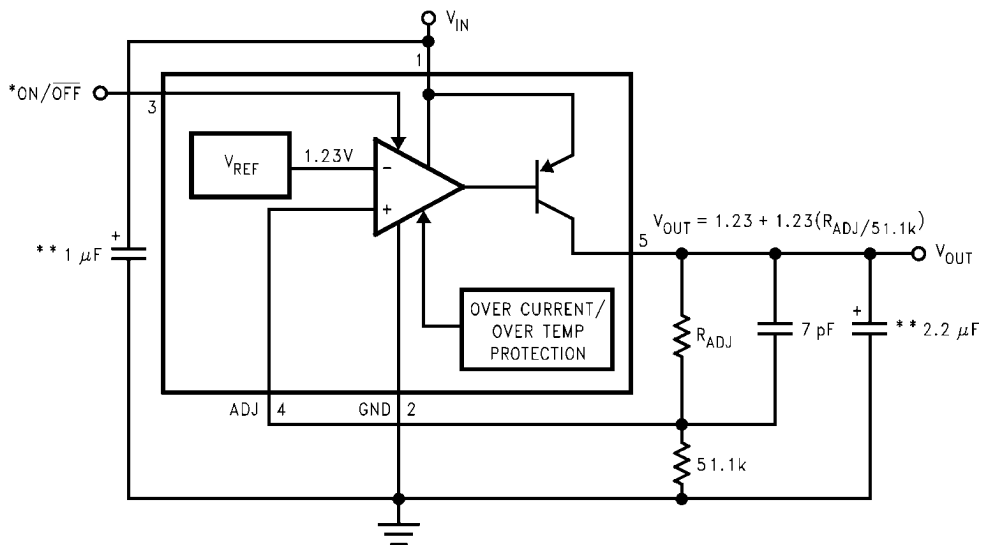 V_IN
1
*ON/OFF
3
V_REF
1.23V
−
+
V_OUT = 1.23 + 1.23(R_ADJ/51.1k)
5
V_OUT
+
** 1 μF
OVER CURRENT/
OVER TEMP
PROTECTION
R_ADJ
7 pF
+
** 2.2 μF
ADJ 4
GND 2
51.1k